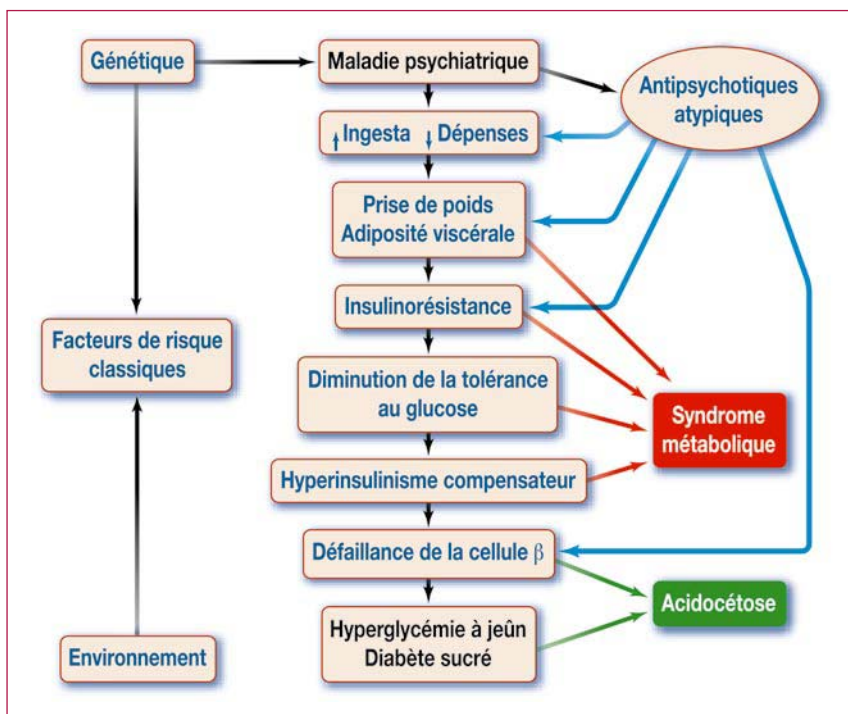 Génétique
Maladie psychiatrique
Antipsychotiques
atypiques
↑ Ingesta ↓ Dépenses
Prise de poids
Adiposité viscérale
Insulinorésistance
Facteurs de risque
classiques
Diminution de la tolérance
au glucose
Syndrome
métabolique
Hyperinsulinisme compensateur
Défaillance de la cellule β
Acidocétose
Hyperglycémie à jeûn
Diabète sucré
Environnement